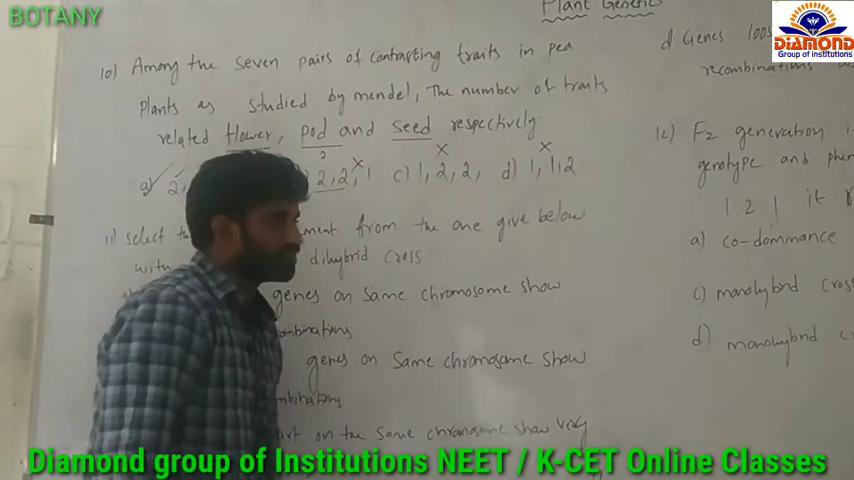 BOTANY
Plant Genetics
DIAMOND
Group of Institutions
10) Among the seven pairs of contrasting traits in pea
plants as studied by mendel, The number of traits
related flower, pod and seed respectively
a) 2, 2, 2, 1 c) 1, 2, 2, d) 1, 1, 2.
11) select the ment from the one give below
with dihybrid cross
genes on same chromosome show
combinations
genes on same chromosome show
on the same chromosome show very
d) Genes
recombinations
12) F2 generation
genotype and
1.2 1 it
a) co-dominance
c) monohybrid cross
d) monohybrid
Diamond group of Institutions NEET / K-CET Online Classes